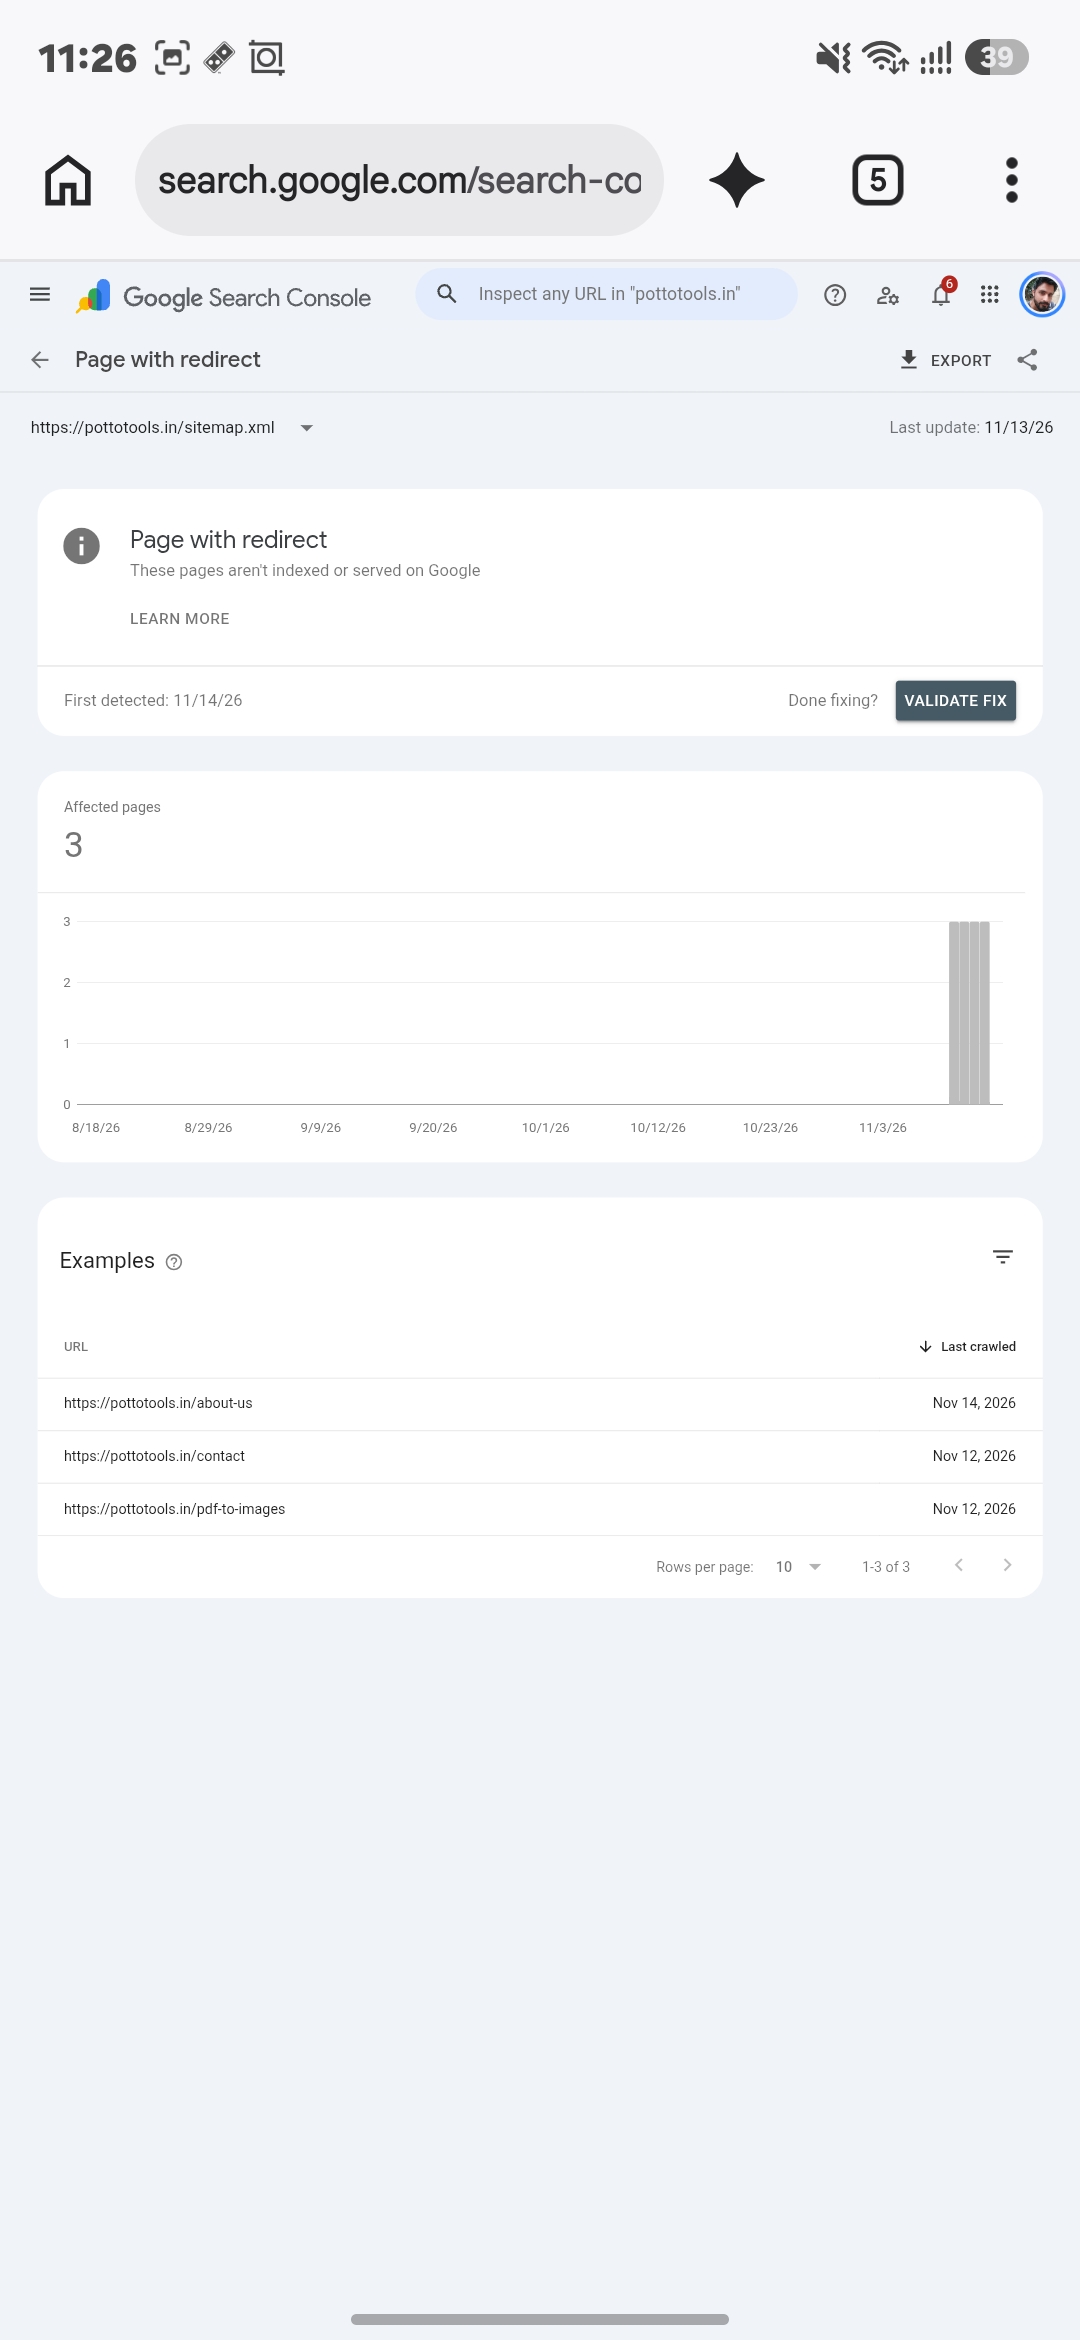 11:26
39
search.google.com/search-co
5
Google Search Console
Inspect any URL in "pottotools.in"
6
Page with redirect
EXPORT
https://pottotools.in/sitemap.xml
Last update: 11/13/26
Page with redirect
These pages aren't indexed or served on Google
LEARN MORE
First detected: 11/14/26
Done fixing?
VALIDATE FIX
Affected pages
3
3
2
1
0
8/18/26
8/29/26
9/9/26
9/20/26
10/1/26
10/12/26
10/23/26
11/3/26
Examples
URL
Last crawled
https://pottotools.in/about-us
Nov 14, 2026
https://pottotools.in/contact
Nov 12, 2026
https://pottotools.in/pdf-to-images
Nov 12, 2026
Rows per page:
10
1-3 of 3